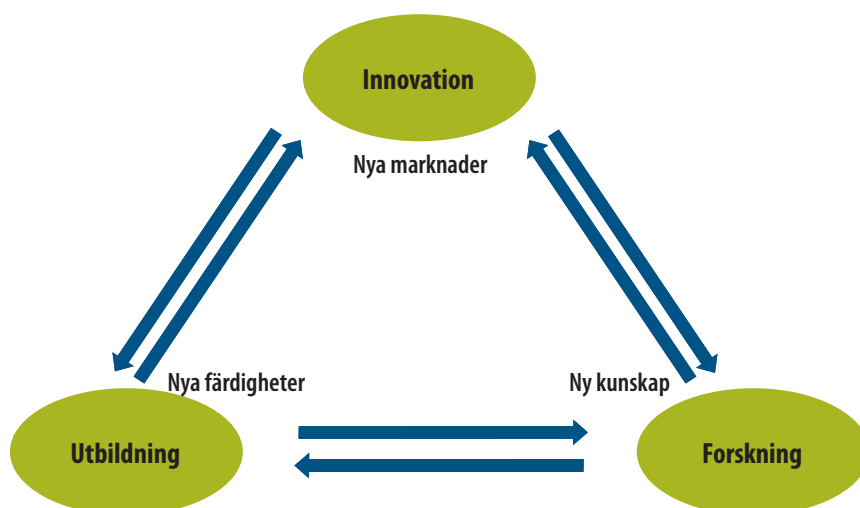 Innovation
Nya marknader
Nya färdigheter
Ny kunskap
Utbildning
Forskning